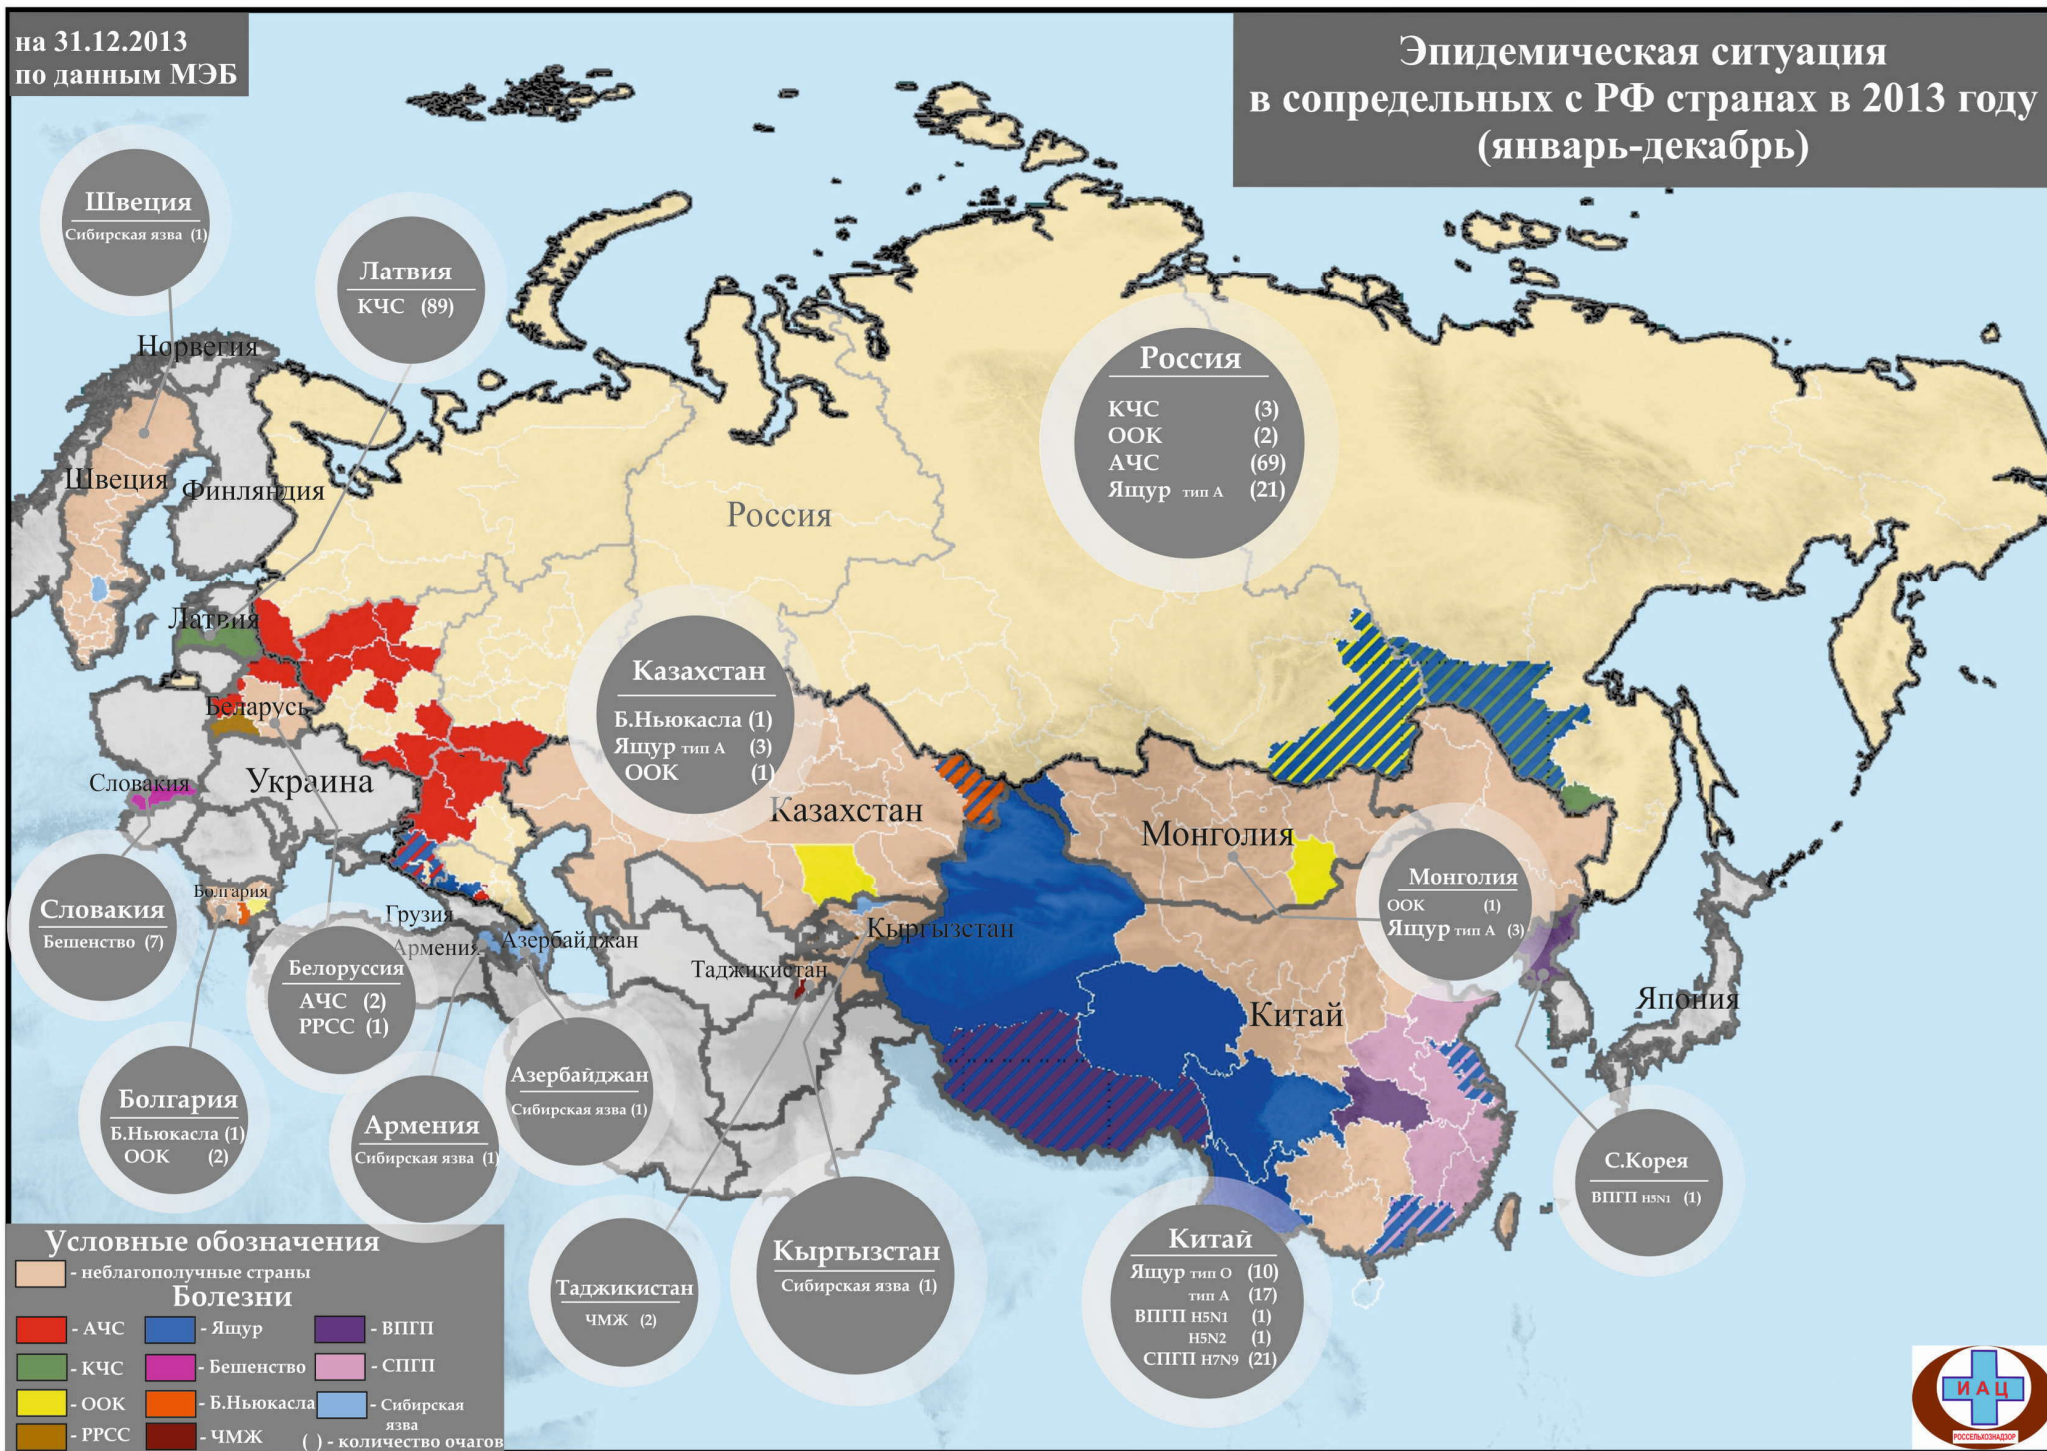 на 31.12.2013
по данным МЭБ
Эпидемическая ситуация
в сопредельных с РФ странах в 2013 году
(январь-декабрь)
Швеция
Сибирская язва (1)
Латвия
КЧС (89)
Россия
КЧС (3)
ООК (2)
АЧС (69)
Ящур тип А (21)
Норвегия
Швеция
Финляндия
Россия
Латвия
Казахстан
Б.Ньюкасла (1)
Ящур тип А (3)
ООК (1)
Беларусь
Словакия
Украина
Казахстан
Монголия
Монголия
ООК (1)
Ящур тип А (3)
Словакия
Бешенство (7)
Болгария
Грузия
Армения
Азербайджан
Кыргызстан
Таджикистан
Китай
Япония
Белоруссия
АЧС (2)
РРСС (1)
Болгария
Б.Ньюкасла (1)
ООК (2)
Армения
Сибирская язва (1)
Азербайджан
Сибирская язва (1)
С.Корея
ВПГП H5N1 (1)
Таджикистан
ЧМЖ (2)
Кыргызстан
Сибирская язва (1)
Китай
Ящур тип О (10)
тип А (17)
ВПГП H5N1 (1)
H5N2 (1)
СПГП H7N9 (21)
Условные обозначения
- неблагополучные страны
Болезни
- АЧС
- Ящур
- ВПГП
- КЧС
- Бешенство
- СПГП
- ООК
- Б.Ньюкасла
- Сибирская
язва
- РРСС
- ЧМЖ
( ) - количество очагов
ИАЦ
РОССЕЛЬХОЗНАДЗОР